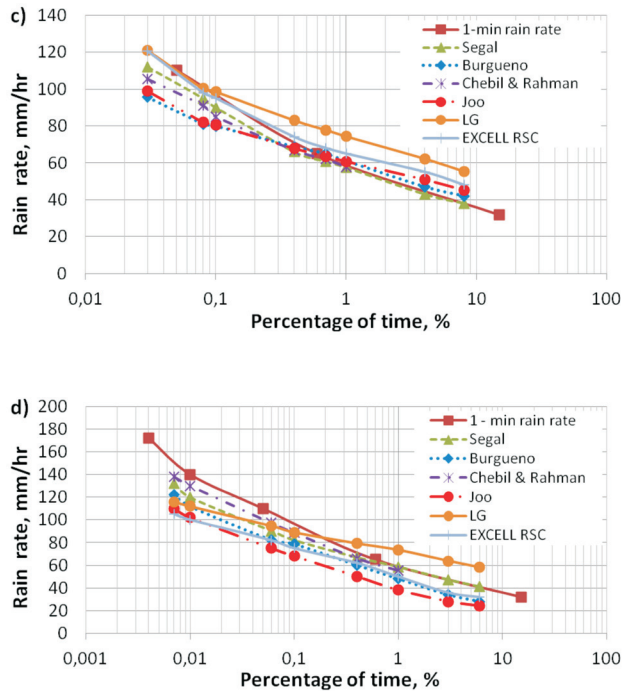 c)
140
120
100
80
60
40
20
0
Rain rate, mm/hr
1-min rain rate
Segal
Burgueno
Chebil & Rahman
Joo
LG
EXCELL RSC
0,01
0,1
1
10
100
Percentage of time, %
d)
200
180
160
140
120
100
80
60
40
20
0
Rain rate, mm/hr
1 - min rain rate
Segal
Burgueno
Chebil & Rahman
Joo
LG
EXCELL RSC
0,001
0,01
0,1
1
10
100
Percentage of time, %